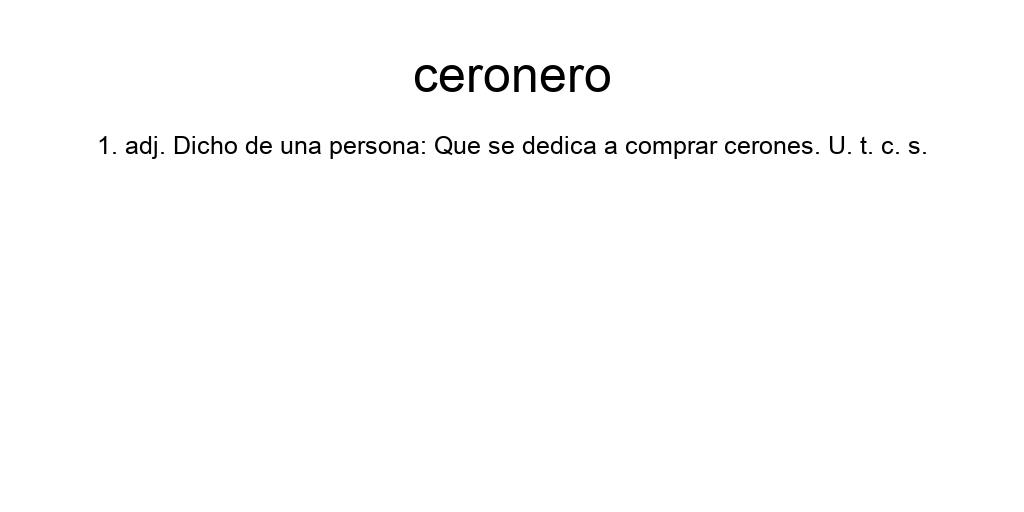 ceronero
1. adj. Dicho de una persona: Que se dedica a comprar cerones. U. t. c. s.